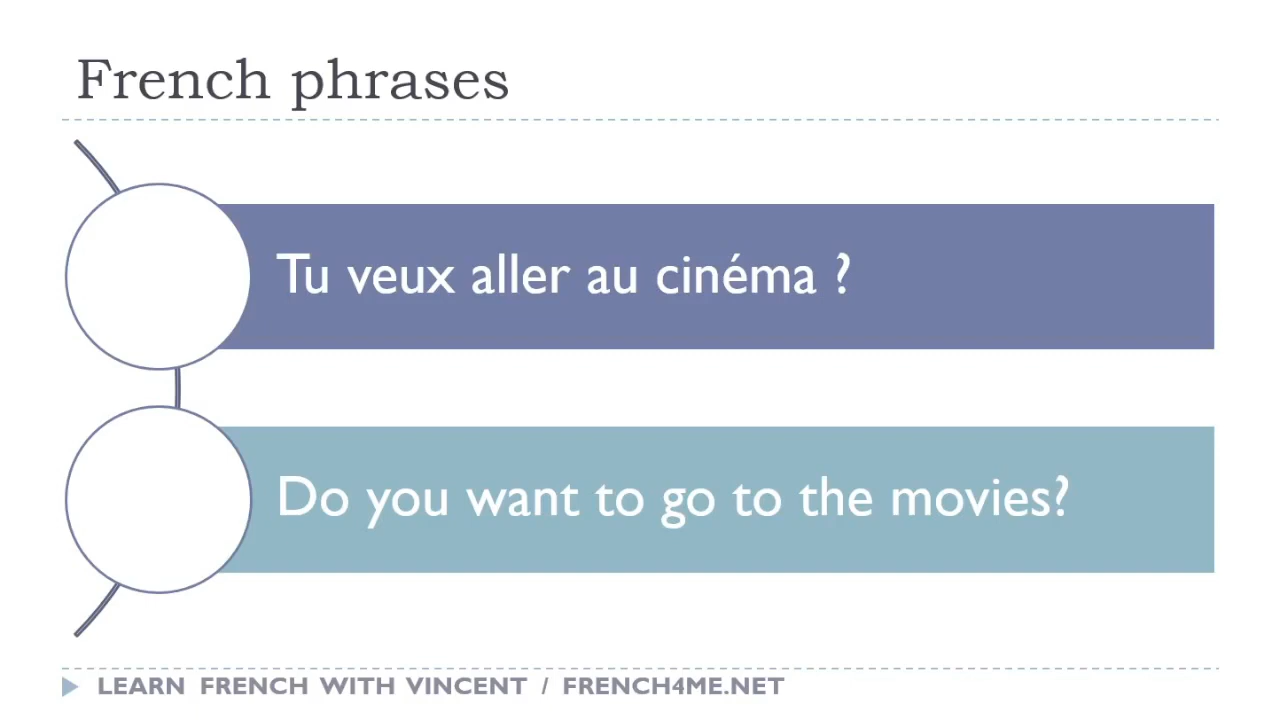 French phrases
Tu veux aller au cinéma ?
Do you want to go to the movies?
LEARN FRENCH WITH VINCENT / FRENCH4ME.NET